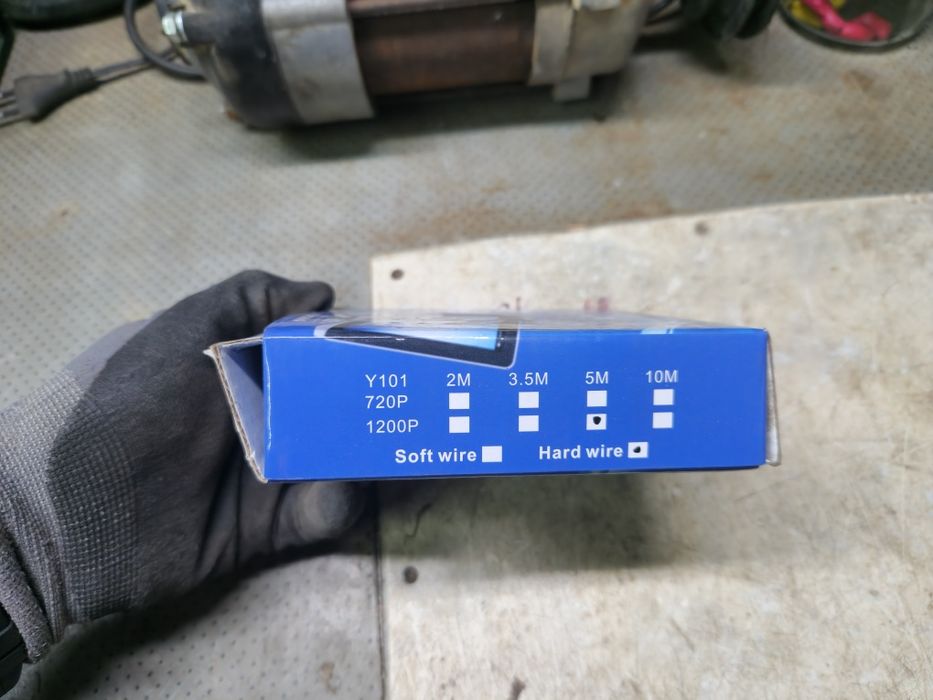 Y101 2M 3.5M 5M 10M
720P
1200P
Soft wire Hard wire